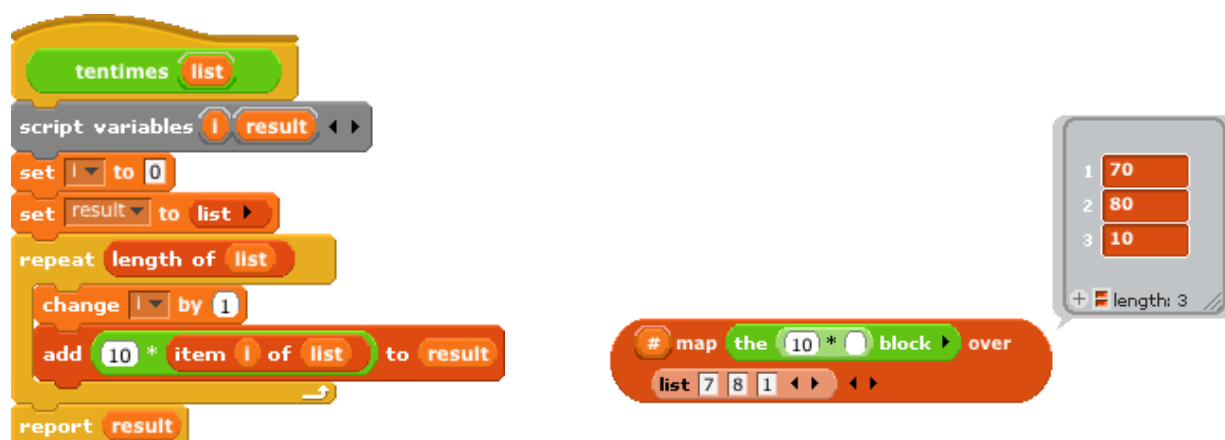 tentimes list
script variables i result
set i to 0
set result to list
repeat length of list
change i by 1
add 10 * item i of list to result
report result
# map the 10 * block over
list 7 8 1
1 70
2 80
3 10
+ length: 3